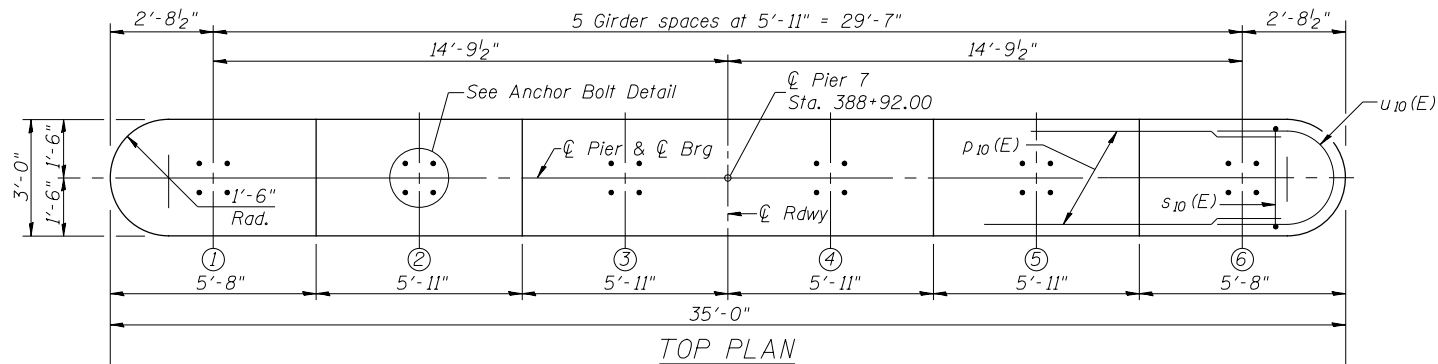 2'-8½" 5 Girder spaces at 5'-11" = 29'-7" 2'-8½"
14'-9½" 14'-9½"
℄ Pier 7
Sta. 388+92.00
See Anchor Bolt Detail
u10(E)
℄ Pier & ℄ Brg
p10(E)
3'-0"
1'-6"
1'-6"
1'-6"
Rad.
s10(E)
℄ Rdwy
1 2 3 4 5 6
5'-8" 5'-11" 5'-11" 5'-11" 5'-11" 5'-8"
35'-0"
TOP PLAN